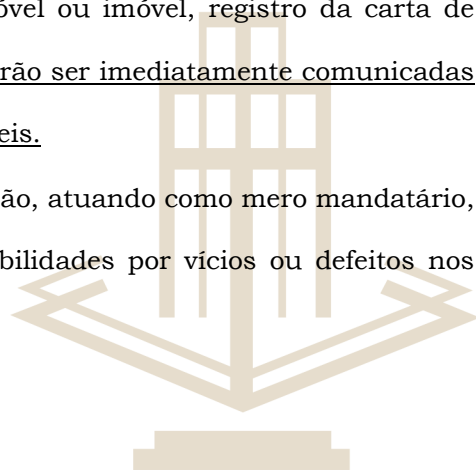 óvel ou imóvel, registro da carta de
rão ser imediatamente comunicadas
eis.
ão, atuando como mero mandatário,
bilidades por vícios ou defeitos nos